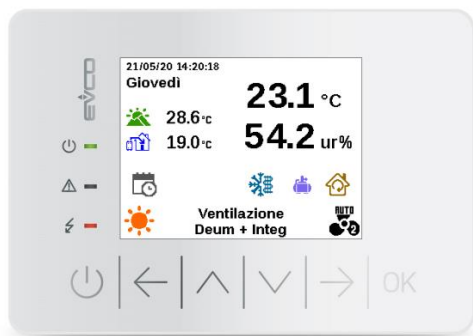 EVCO
21/05/20 14:20:18
Giovedì
23.1 °C
28.6 °C
19.0 °C
54.2 ur%
AUTO
2
Ventilazione
Deum + Integ
OK